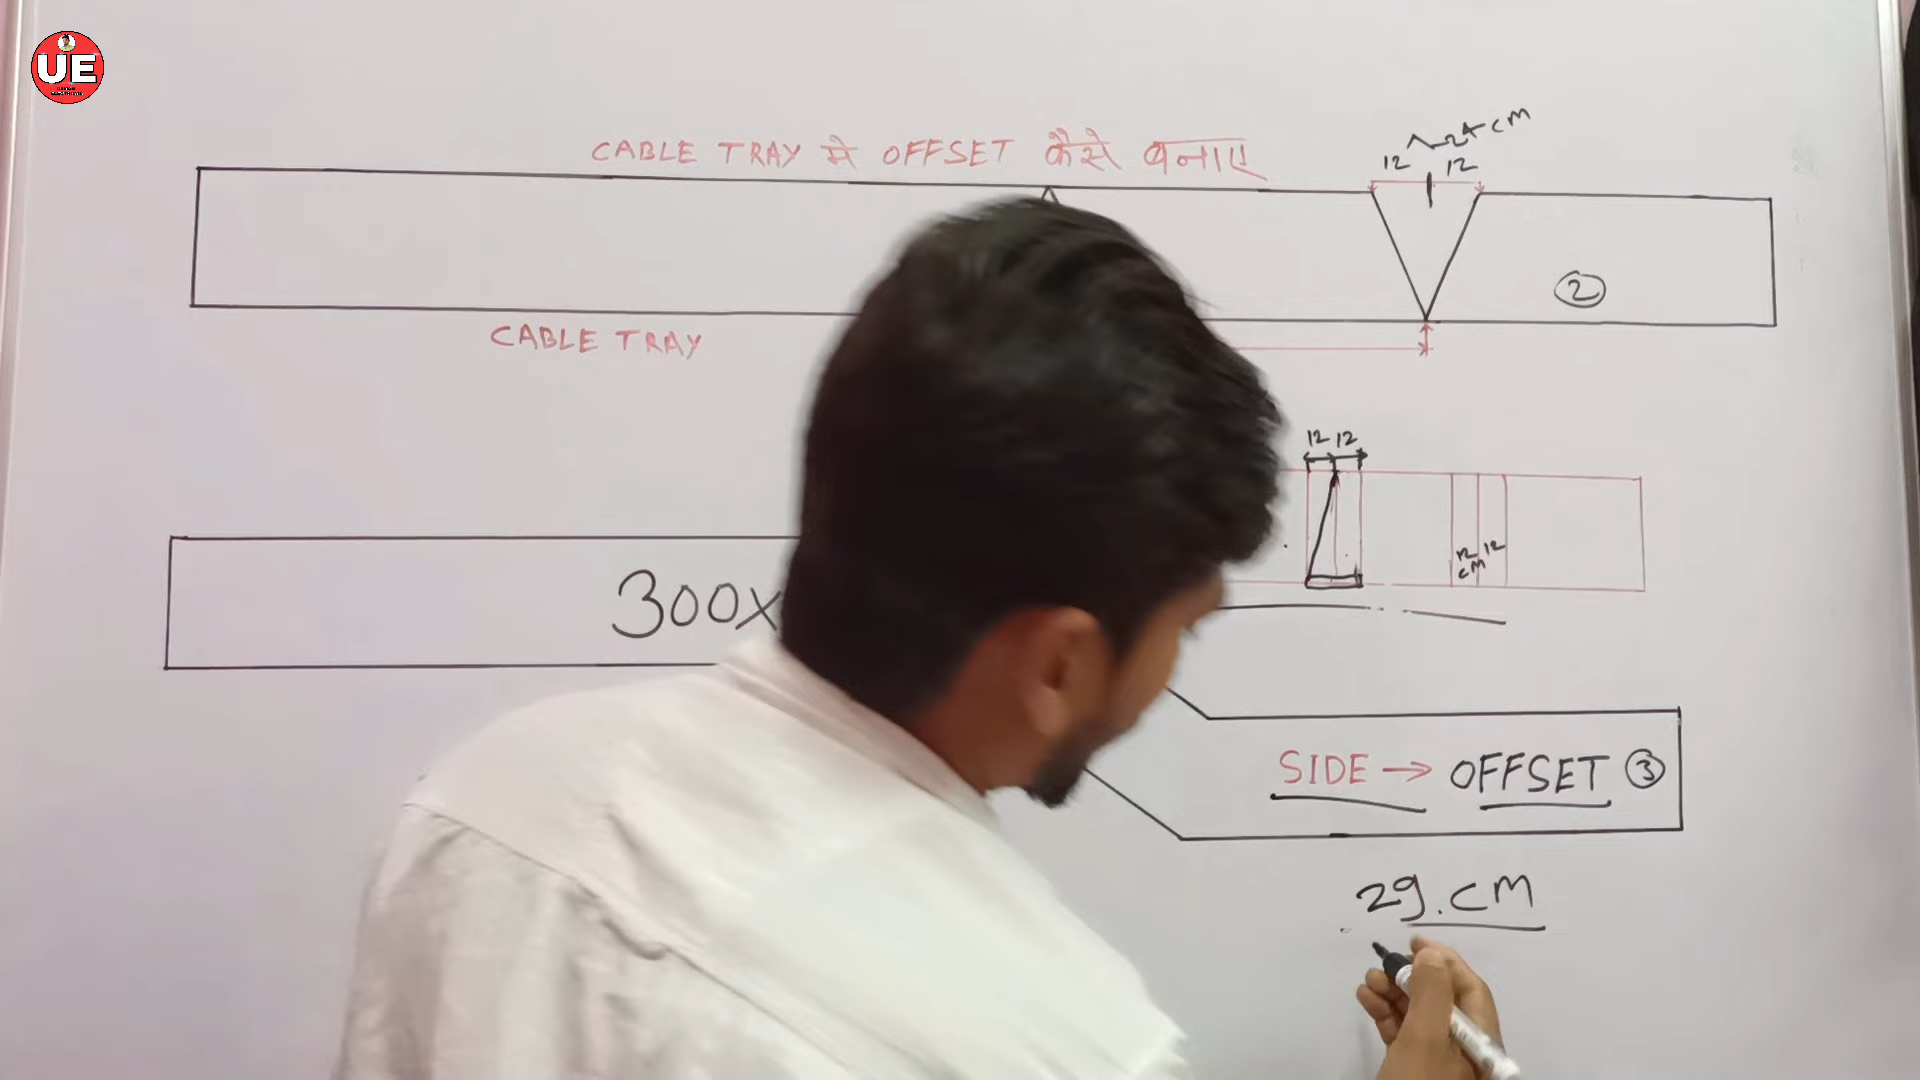 UE
24 CM
12 12
CABLE TRAY मे OFFSET कैसे बनाए
2
CABLE TRAY
12 12
12 12
CM
300x
SIDE → OFFSET 3
29.CM